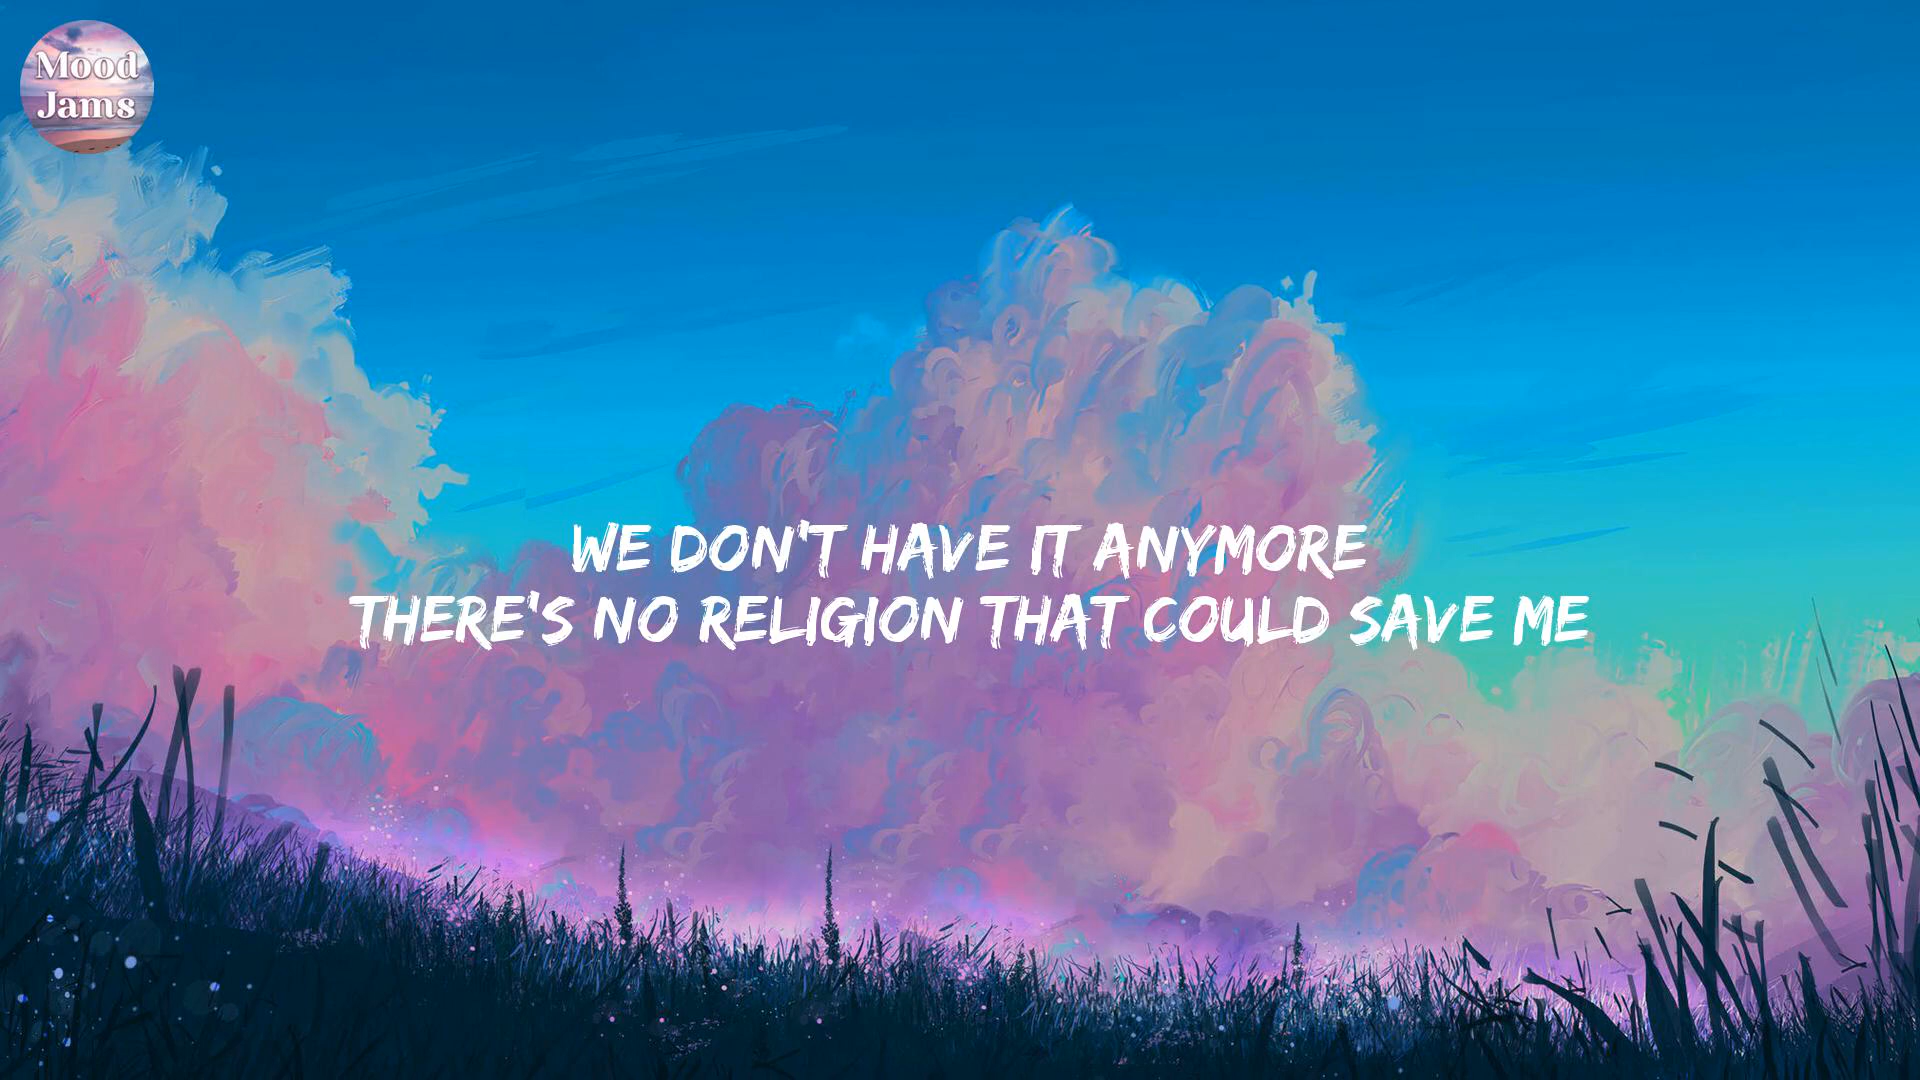 Mood
Jams
WE DON'T HAVE IT ANYMORE
THERE'S NO RELIGION THAT COULD SAVE ME